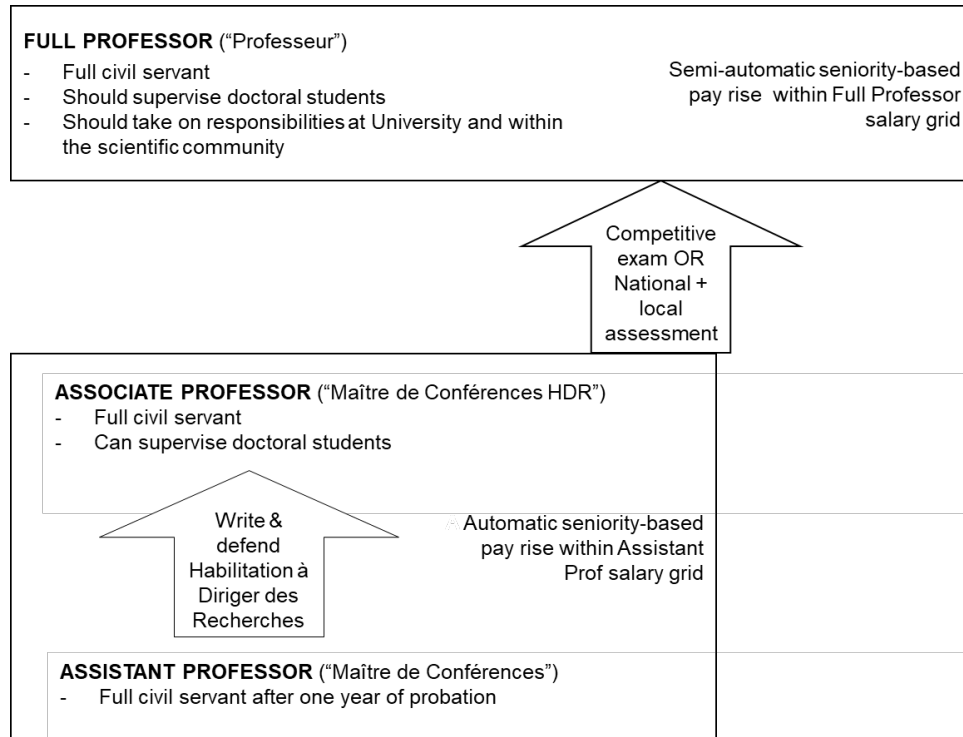 FULL PROFESSOR (“Professeur”)
- Full civil servant
- Should supervise doctoral students
- Should take on responsibilities at University and within
the scientific community
Semi-automatic seniority-based
pay rise within Full Professor
salary grid
Competitive
exam OR
National +
local
assessment
ASSOCIATE PROFESSOR (“Maître de Conférences HDR”)
- Full civil servant
- Can supervise doctoral students
Write &
defend
Habilitation à
Diriger des
Recherches
Automatic seniority-based
pay rise within Assistant
Prof salary grid
ASSISTANT PROFESSOR (“Maître de Conférences”)
- Full civil servant after one year of probation